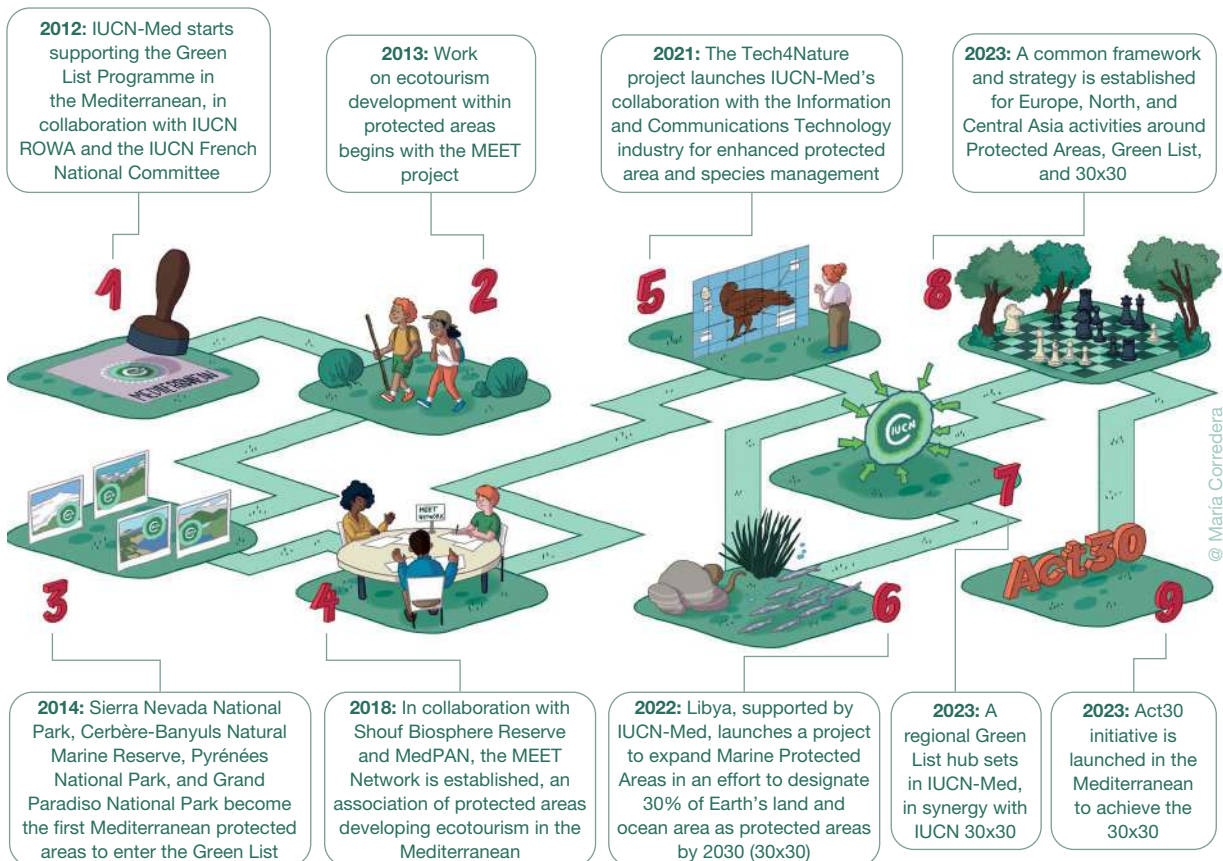 2012: IUCN-Med starts
supporting the Green
List Programme in
the Mediterranean, in
collaboration with IUCN
ROWA and the IUCN French
National Committee
2013: Work
on ecotourism
development within
protected areas
begins with the MEET
project
2021: The Tech4Nature
project launches IUCN-Med's
collaboration with the Information
and Communications Technology
industry for enhanced protected
area and species management
2023: A common framework
and strategy is established
for Europe, North, and
Central Asia activities around
Protected Areas, Green List,
and 30x30
1
MEDITERRANEAN
2
5
8
IUCN
7
3
4
MEET
NETWORK
6
Act30
9
@ María Corredera
2014: Sierra Nevada National
Park, Cerbère-Banyuls Natural
Marine Reserve, Pyrénées
National Park, and Grand
Paradiso National Park become
the first Mediterranean protected
areas to enter the Green List
2018: In collaboration with
Shouf Biosphere Reserve
and MedPAN, the MEET
Network is established, an
association of protected areas
developing ecotourism in the
Mediterranean
2022: Libya, supported by
IUCN-Med, launches a project
to expand Marine Protected
Areas in an effort to designate
30% of Earth's land and
ocean area as protected areas
by 2030 (30x30)
2023: A
regional Green
List hub sets
in IUCN-Med,
in synergy with
IUCN 30x30
2023: Act30
initiative is
launched in the
Mediterranean
to achieve the
30x30